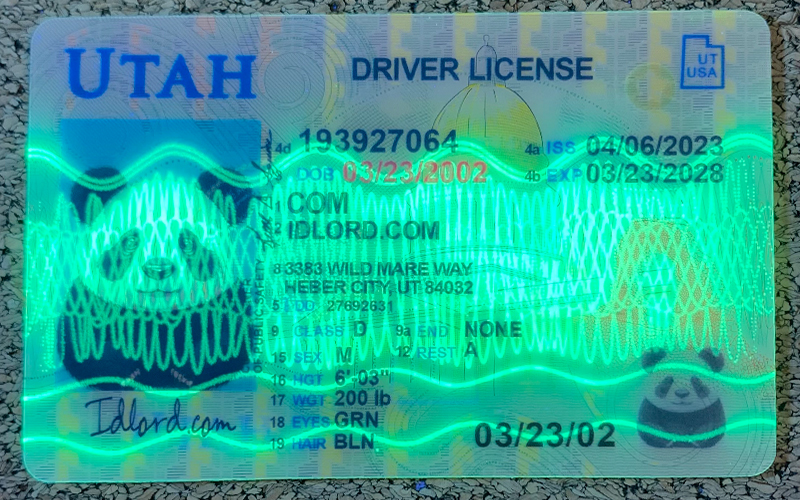 UTAH
DRIVER LICENSE
UT
USA
4d 193927064
4a ISS 04/06/2023
3 DOB 03/23/2002
4b EXP 03/23/2028
1 COM
2 IDLORD.COM
8 3383 WILD MARE WAY
HEBER CITY, UT 84032
5 DD 27692631
9 CLASS D 9a END NONE
15 SEX M 12 REST A
16 HGT 6'-03"
17 WGT 200 lb
18 EYES GRN
19 HAIR BLN
Idlord.com
03/23/02